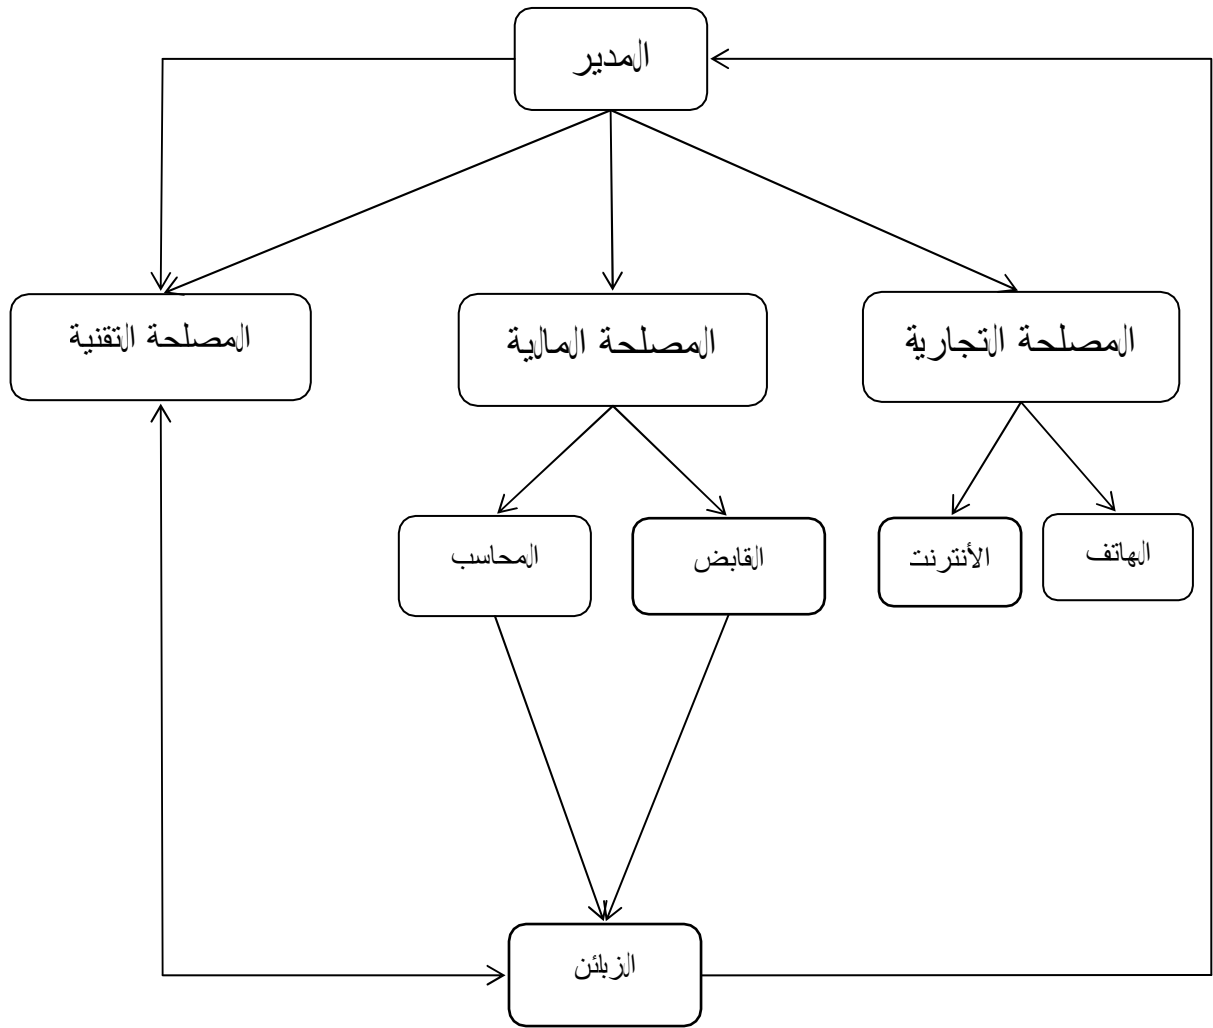 المدير
المصلحة التجارية
المصلحة المالية
المصلحة التقنية
الهاتف
الأنترنت
القابض
المحاسب
الزبائن